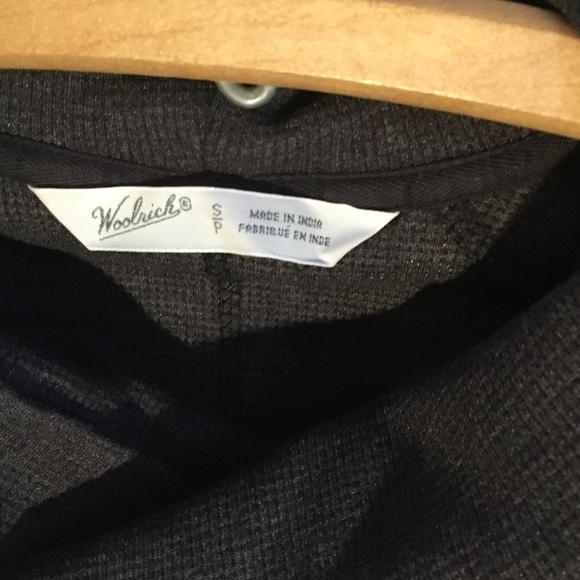 Woolrich®
S
P
MADE IN INDIA
FABRIQUÉ EN INDE